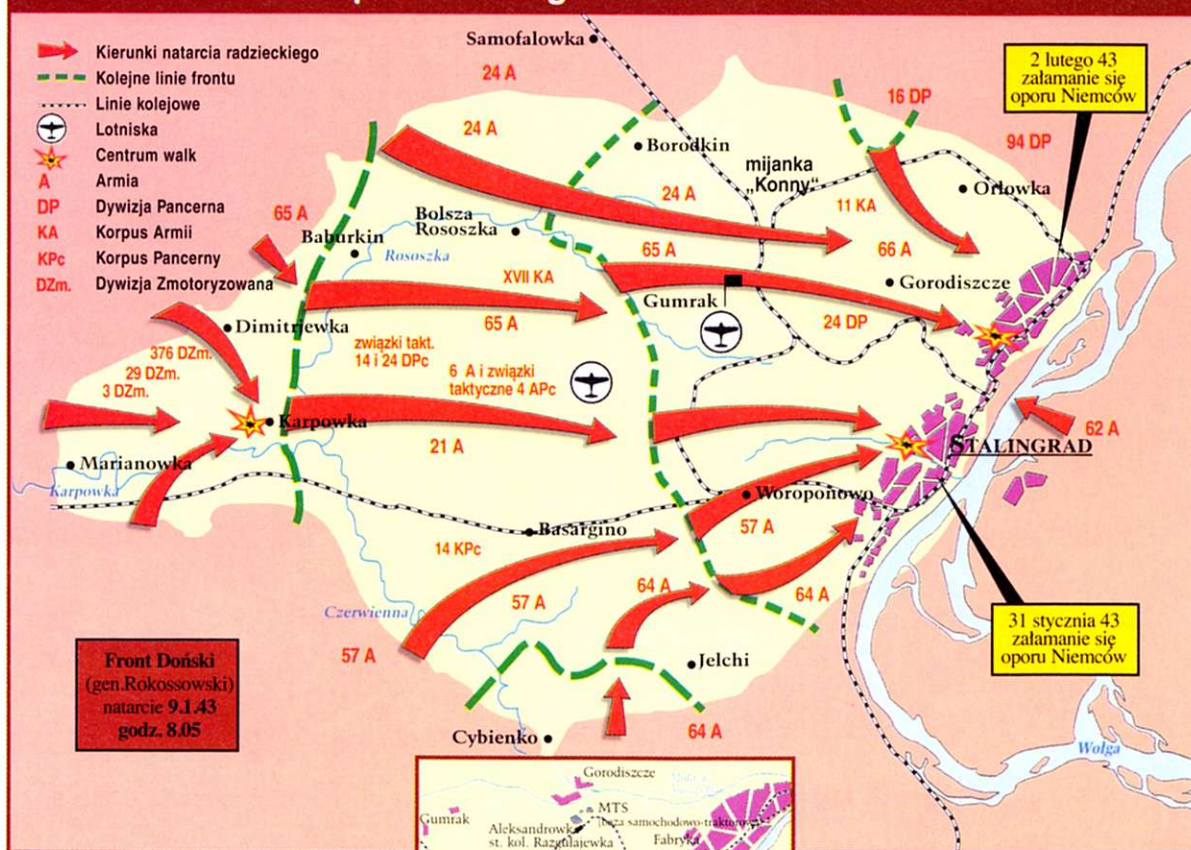 Samofalowka
24 A
Kierunki natarcia radzieckiego
Kolejne linie frontu
Linie kolejowe
Lotniska
Centrum walk
A Armia
DP Dywizja Pancerna
KA Korpus Armii
KPc Korpus Pancerny
DZm. Dywizja Zmotoryzowana
2 lutego 43
załamanie się
oporu Niemców
16 DP
94 DP
24 A
Borodkin
mijanka
„Konny”
Orłowka
24 A
11 KA
65 A
Bolsza
Rososzka
Baburkin
Rososzka
65 A
66 A
XVII KA
Gumrak
Gorodiszcze
65 A
24 DP
Dimitrjewka
376 DZm.
29 DZm.
3 DZm.
związki takt.
14 i 24 DPc
6 A i związki
taktyczne 4 APc
Karpowka
21 A
62 A
STALINGRAD
Marianowka
Karpowka
Woroponowo
57 A
Basargino
14 KPc
64 A
57 A
64 A
Czerwienna
57 A
31 stycznia 43
załamanie się
oporu Niemców
Jelchi
Front Doński
(gen.Rokossowski)
natarcie 9.1.43
godz. 8.05
64 A
Cybienko
Wołga
Gorodiszcze
MTS
Gumrak
[baza samochodowo-traktorowa]
Aleksandrowka
st. kol. Razgulajewka
Fabryka